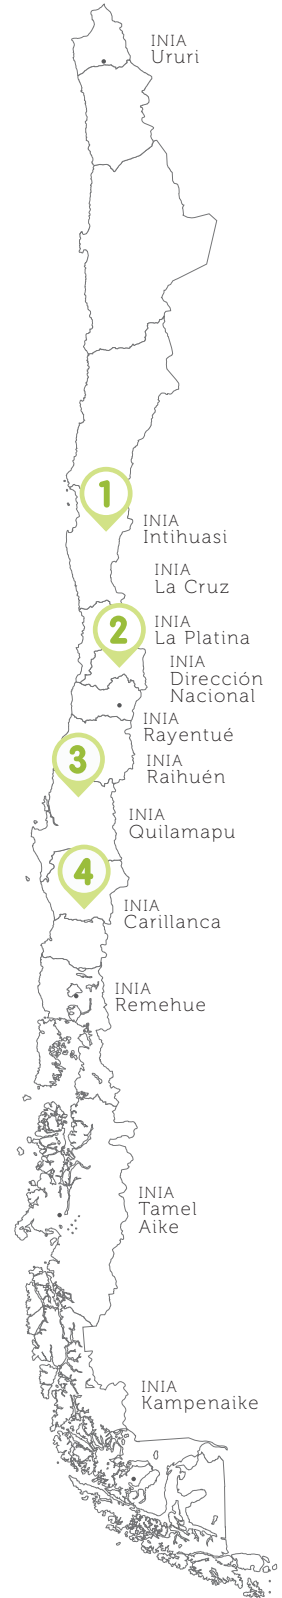 INIA
Ururi
1
INIA
Intihuasi
INIA
La Cruz
2
INIA
La Platina
INIA
Dirección
Nacional
INIA
Rayentué
3
INIA
Raihuén
INIA
Quilamapu
4
INIA
Carillanca
INIA
Remehue
INIA
Tamel
Aike
INIA
Kampenaike